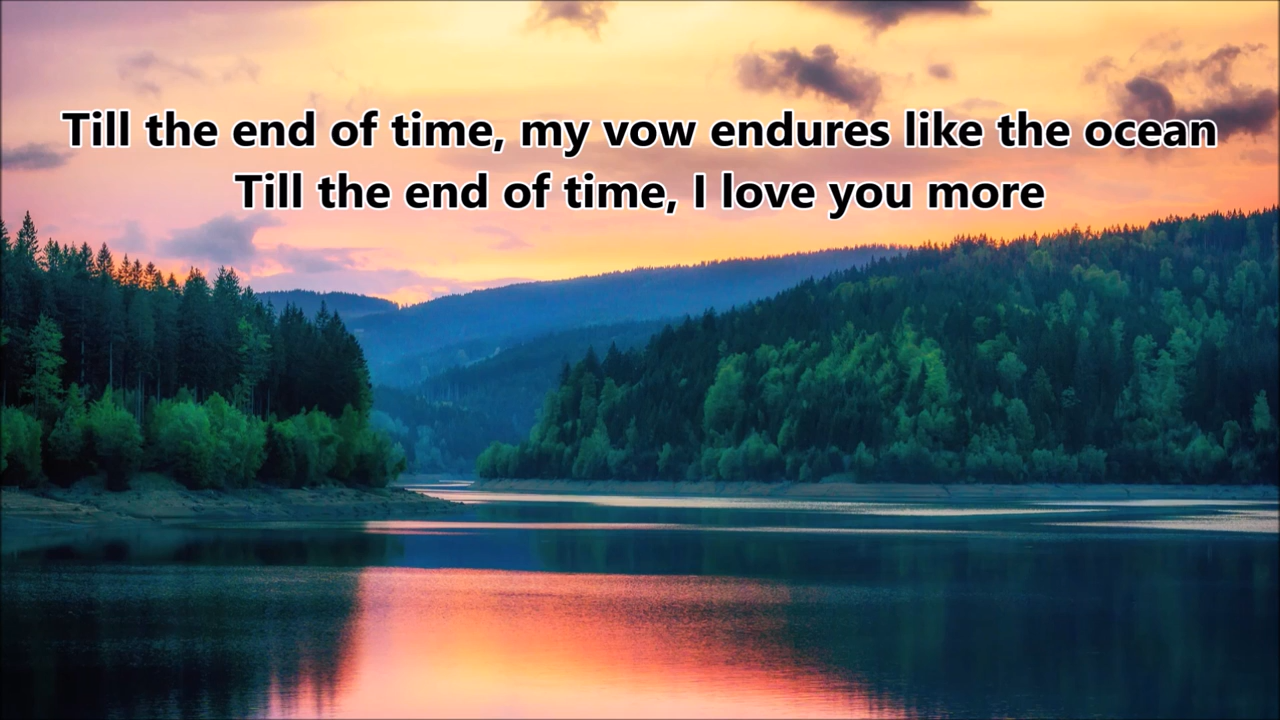 Till the end of time, my vow endures like the ocean
Till the end of time, I love you more